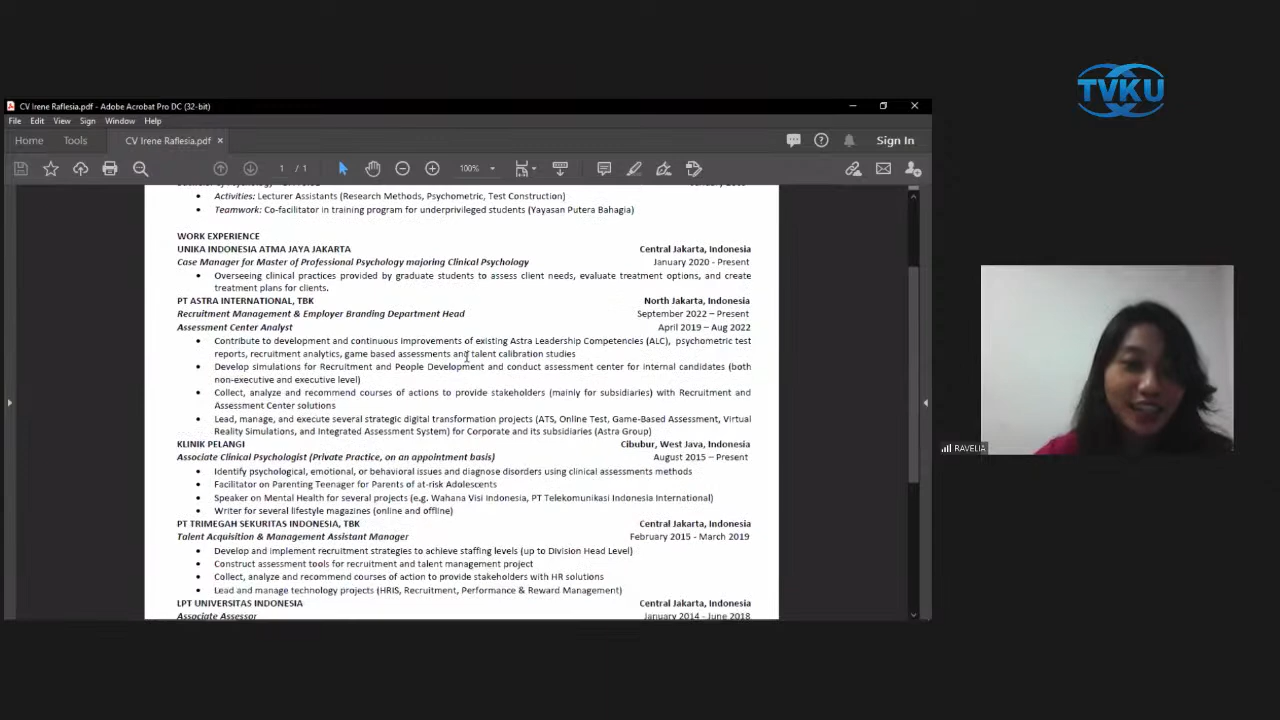 TVKU
CV Irene Raflesia.pdf - Adobe Acrobat Pro DC (32-bit)
File Edit View Sign Window Help
Home Tools CV Irene Raflesia.pdf × Sign In
1 / 1 100%
• Activities: Lecturer Assistants (Research Methods, Psychometric, Test Construction)
• Teamwork: Co-facilitator in training program for underprivileged students (Yayasan Putera Bahagia)
WORK EXPERIENCE
UNIKA INDONESIA ATMA JAYA JAKARTA Central Jakarta, Indonesia
Case Manager for Master of Professional Psychology majoring Clinical Psychology January 2020 - Present
• Overseeing clinical practices provided by graduate students to assess client needs, evaluate treatment options, and create
treatment plans for clients.
PT ASTRA INTERNATIONAL, TBK North Jakarta, Indonesia
Recruitment Management & Employer Branding Department Head September 2022 – Present
Assessment Center Analyst April 2019 – Aug 2022
• Contribute to development and continuous improvements of existing Astra Leadership Competencies (ALC), psychometric test
reports, recruitment analytics, game based assessments and talent calibration studies
• Develop simulations for Recruitment and People Development and conduct assessment center for internal candidates (both
non-executive and executive level)
• Collect, analyze and recommend courses of actions to provide stakeholders (mainly for subsidiaries) with Recruitment and
Assessment Center solutions
• Lead, manage, and execute several strategic digital transformation projects (ATS, Online Test, Game-Based Assessment, Virtual
Reality Simulations, and Integrated Assessment System) for Corporate and its subsidiaries (Astra Group)
KLINIK PELANGI Cibubur, West Java, Indonesia
Associate Clinical Psychologist (Private Practice, on an appointment basis) August 2015 – Present
• Identify psychological, emotional, or behavioral issues and diagnose disorders using clinical assessments methods
• Facilitator on Parenting Teenager for Parents of at-risk Adolescents
• Speaker on Mental Health for several projects (e.g. Wahana Visi Indonesia, PT Telekomunikasi Indonesia International)
• Writer for several lifestyle magazines (online and offline)
PT TRIMEGAH SEKURITAS INDONESIA, TBK Central Jakarta, Indonesia
Talent Acquisition & Management Assistant Manager February 2015 - March 2019
• Develop and implement recruitment strategies to achieve staffing levels (up to Division Head Level)
• Construct assessment tools for recruitment and talent management project
• Collect, analyze and recommend courses of action to provide stakeholders with HR solutions
• Lead and manage technology projects (HRIS, Recruitment, Performance & Reward Management)
LPT UNIVERSITAS INDONESIA Central Jakarta, Indonesia
Associate Assessor January 2014 - June 2018
RAVELIA